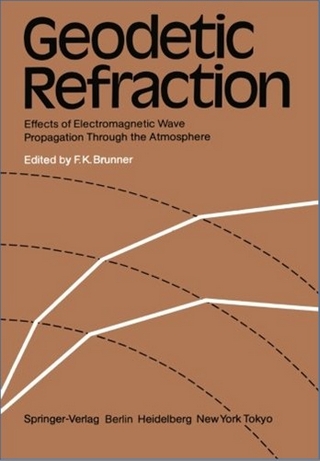 Geodetic
Refraction
Effects of Electromagnetic Wave
Propagation Through the Atmosphere
Edited by F.K. Brunner
Springer-Verlag Berlin Heidelberg New York Tokyo